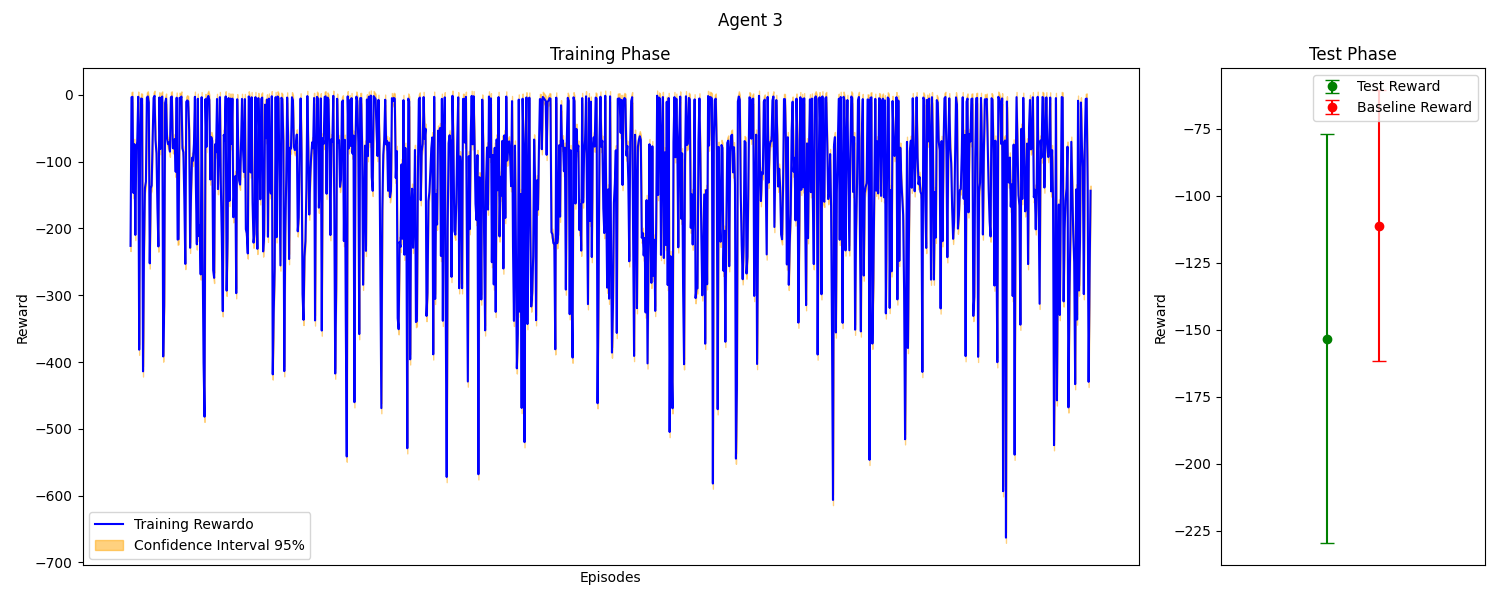 Agent 3
Training Phase
Reward
0
−100
−200
−300
−400
−500
−600
−700
Training Rewardo
Confidence Interval 95%
Episodes
Test Phase
Test Reward
Baseline Reward
Reward
−75
−100
−125
−150
−175
−200
−225